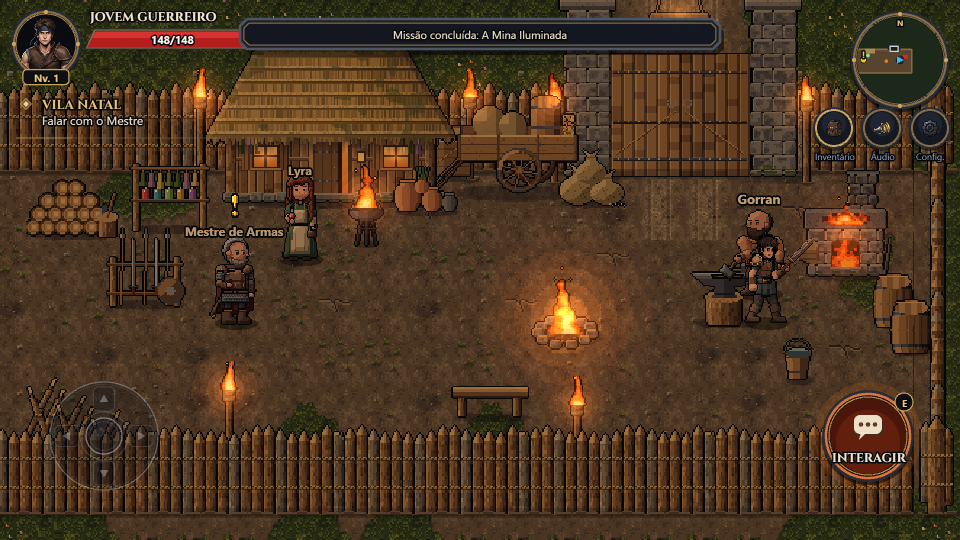 JOVEM GUERREIRO
148/148
Missão concluída: A Mina Iluminada
N
Nv. 1
VILA NATAL
Falar com o Mestre
Inventário
Áudio
Config.
Lyra
Gorran
Mestre de Armas
E
INTERAGIR